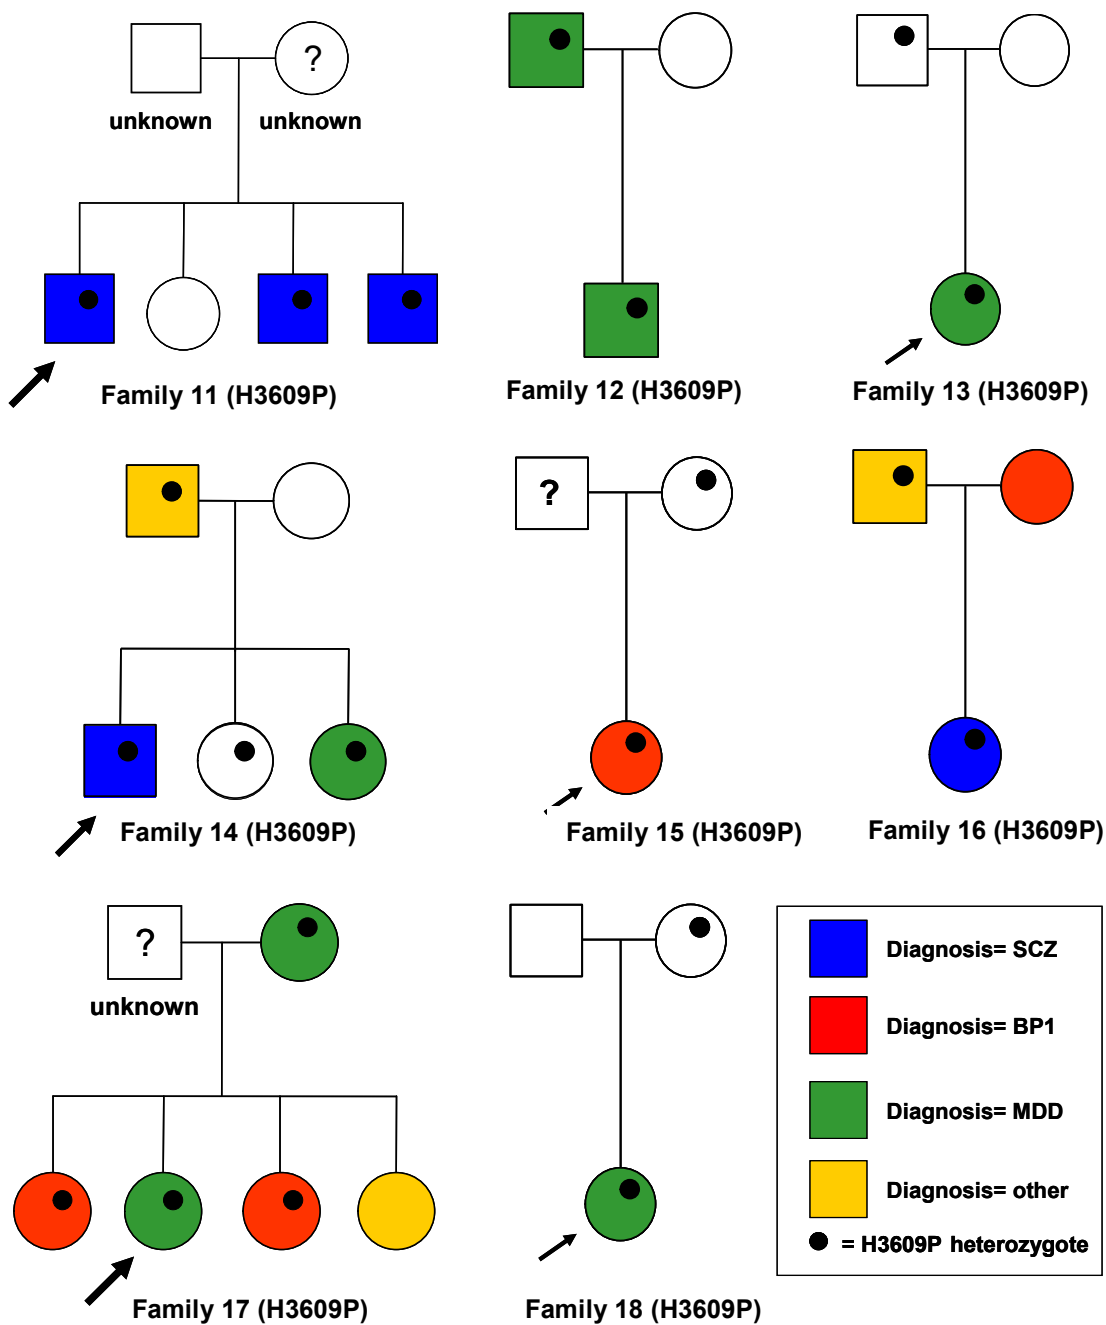 ?
unknown
unknown
Family 11 (H3609P)
Family 12 (H3609P)
Family 13 (H3609P)
?
Family 14 (H3609P)
Family 15 (H3609P)
Family 16 (H3609P)
?
unknown
Family 17 (H3609P)
Family 18 (H3609P)
Diagnosis= SCZ
Diagnosis= BP1
Diagnosis= MDD
Diagnosis= other
= H3609P heterozygote